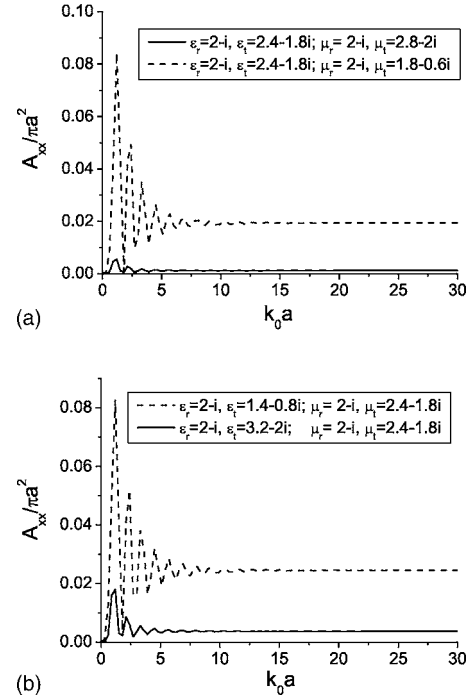 ε_r=2-i, ε_t=2.4-1.8i; μ_r= 2-i, μ_t=2.8-2i
ε_r=2-i, ε_t=2.4-1.8i; μ_r= 2-i, μ_t=1.8-0.6i
0.10
0.08
0.06
0.04
0.02
0.00
A_xx/πa²
0 5 10 15 20 25 30
k₀a
(a)
ε_r=2-i, ε_t=1.4-0.8i; μ_r= 2-i, μ_t=2.4-1.8i
ε_r=2-i, ε_t=3.2-2i; μ_r= 2-i, μ_t=2.4-1.8i
0.08
0.06
0.04
0.02
0.00
A_xx/πa²
0 5 10 15 20 25 30
k₀a
(b)